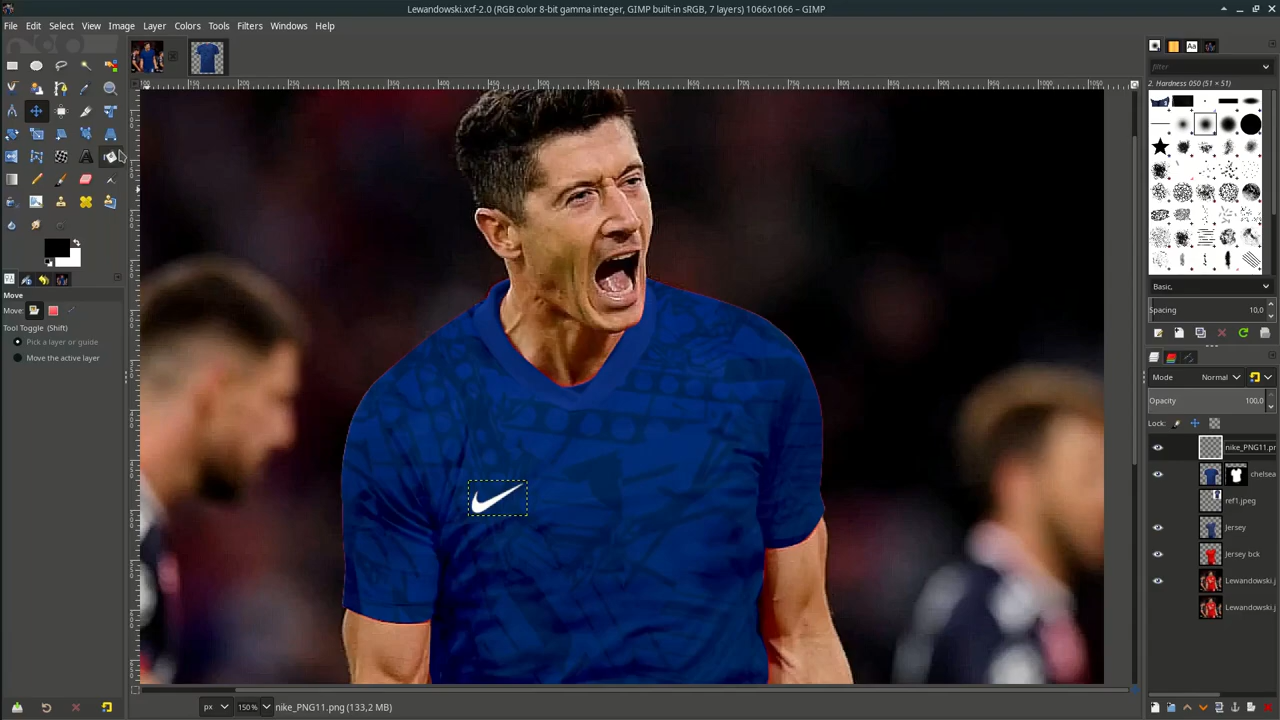 Lewandowski.xcf-2.0 (RGB color 8-bit gamma integer, GIMP built-in sRGB, 7 layers) 1066x1066 – GIMP
File Edit Select View Image Layer Colors Tools Filters Windows Help
filter
2. Hardness 050 (51 × 51)
Basic,
Spacing 10,0
Move
Move:
Tool Toggle (Shift)
Pick a layer or guide
Move the active layer
Mode Normal
Opacity 100,0
Lock:
nike_PNG11.pr
chelsea
ref1.jpeg
Jersey
Jersey bck
Lewandowski.j
Lewandowski.j
px 150% nike_PNG11.png (133,2 MB)